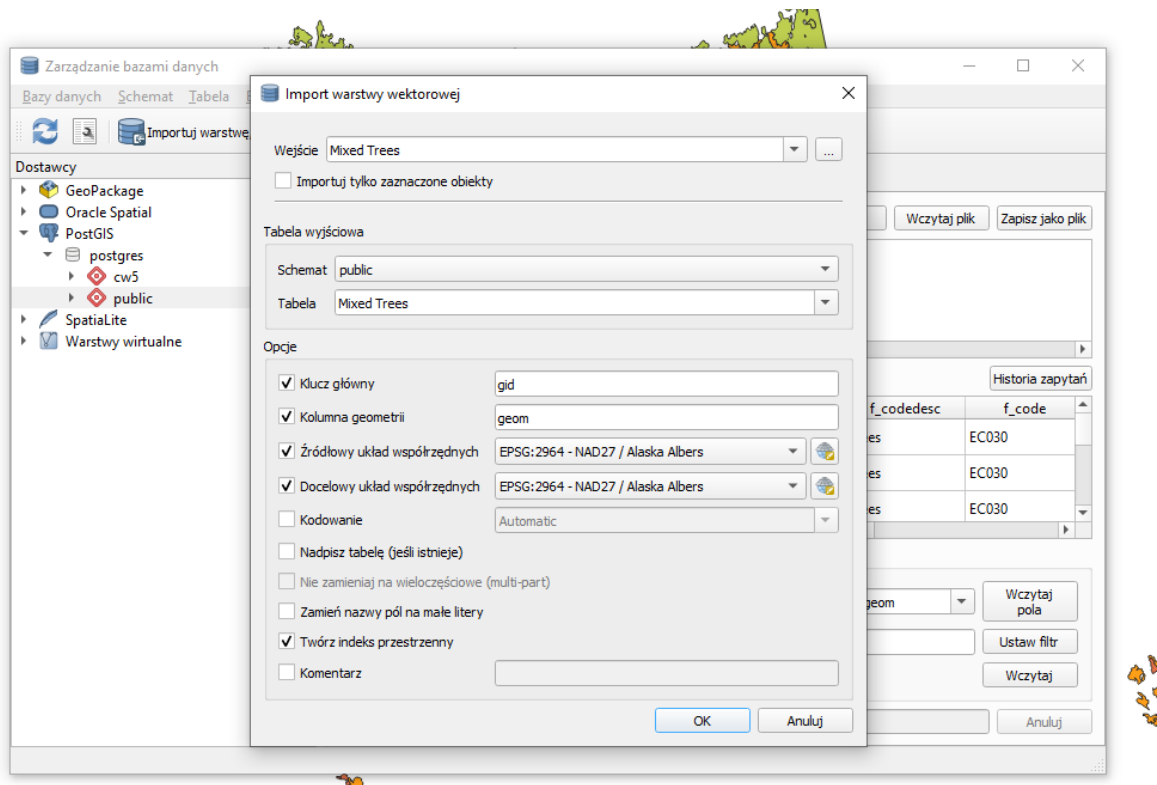 Zarządzanie bazami danych
Bazy danych Schemat Tabela
Importuj warstwę
Dostawcy
GeoPackage
Oracle Spatial
PostGIS
postgres
cw5
public
SpatiaLite
Warstwy wirtualne
Import warstwy wektorowej
Wejście Mixed Trees ...
Importuj tylko zaznaczone obiekty
Tabela wyjściowa
Schemat public
Tabela Mixed Trees
Opcje
Klucz główny gid
Kolumna geometrii geom
Źródłowy układ współrzędnych EPSG:2964 - NAD27 / Alaska Albers
Docelowy układ współrzędnych EPSG:2964 - NAD27 / Alaska Albers
Kodowanie Automatic
Nadpisz tabelę (jeśli istnieje)
Nie zamieniaj na wieloczęściowe (multi-part)
Zamień nazwy pól na małe litery
Twórz indeks przestrzenny
Komentarz
OK Anuluj
Wczytaj plik Zapisz jako plik
Historia zapytań
f_codedesc f_code
es EC030
es EC030
es EC030
geom Wczytaj
pola
Ustaw filtr
Wczytaj
Anuluj